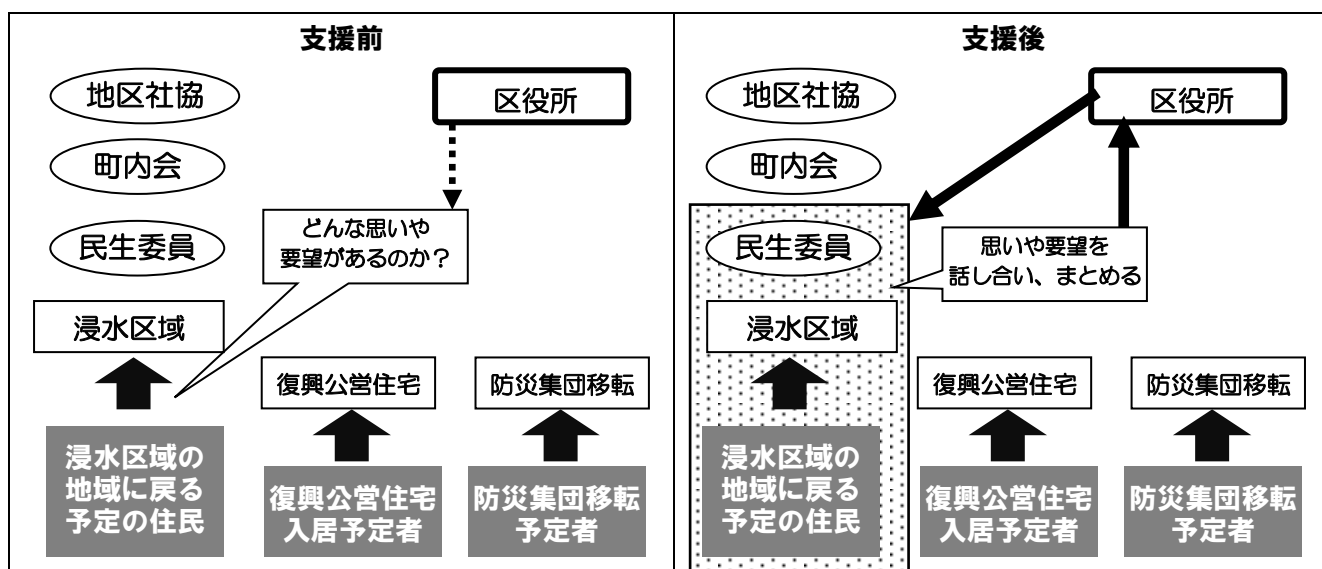 支援前
地区社協
区役所
町内会
民生委員
どんな思いや
要望があるのか？
浸水区域
復興公営住宅
防災集団移転
浸水区域の
地域に戻る
予定の住民
復興公営住宅
入居予定者
防災集団移転
予定者
支援後
地区社協
区役所
町内会
民生委員
思いや要望を
話し合い、まとめる
浸水区域
復興公営住宅
防災集団移転
浸水区域の
地域に戻る
予定の住民
復興公営住宅
入居予定者
防災集団移転
予定者